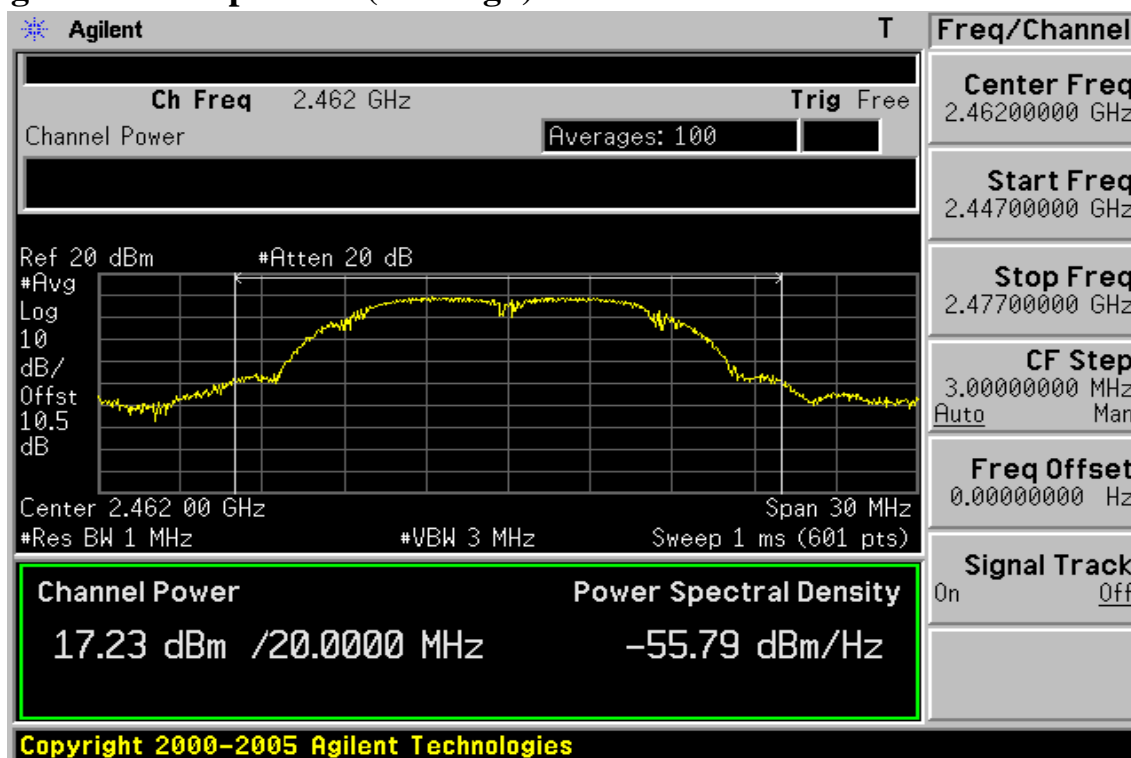 Agilent T Freq/Channel
Ch Freq 2.462 GHz Trig Free
Channel Power Averages: 100
Center Freq
2.46200000 GHz
Start Freq
2.44700000 GHz
Stop Freq
2.47700000 GHz
CF Step
3.00000000 MHz
Auto Man
Freq Offset
0.00000000 Hz
Signal Track
On Off
Ref 20 dBm #Atten 20 dB
#Avg
Log
10
dB/
Offst
10.5
dB
Center 2.462 00 GHz Span 30 MHz
#Res BW 1 MHz #VBW 3 MHz Sweep 1 ms (601 pts)
Channel Power Power Spectral Density
17.23 dBm /20.0000 MHz -55.79 dBm/Hz
Copyright 2000-2005 Agilent Technologies